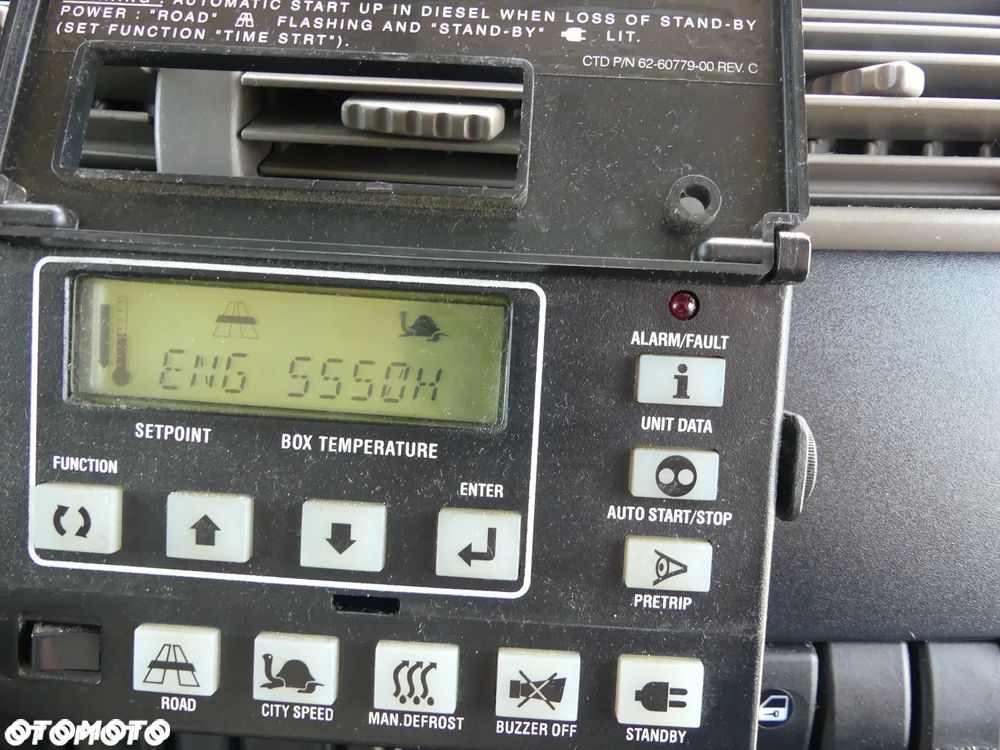 : AUTOMATIC START UP IN DIESEL WHEN LOSS OF STAND-BY
POWER : "ROAD" FLASHING AND "STAND-BY" LIT.
(SET FUNCTION "TIME STRT").
CTD P/N 62-60779-00 REV. C
ENG 5550H
SETPOINT
BOX TEMPERATURE
FUNCTION
ENTER
ALARM/FAULT
i
UNIT DATA
AUTO START/STOP
PRETRIP
ROAD
CITY SPEED
MAN.DEFROST
BUZZER OFF
STANDBY
OTOMOTO